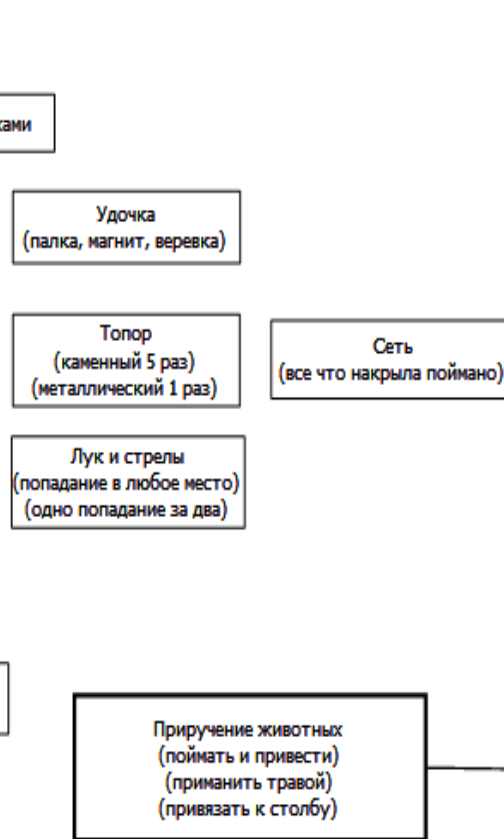 Удочка
(палка, магнит, веревка)
Топор
(каменный 5 раз)
(металлический 1 раз)
Сеть
(все что накрыла поймано)
Лук и стрелы
(попадание в любое место)
(одно попадание за два)
Приручение животных
(поймать и привести)
(приманить травой)
(привязать к столбу)